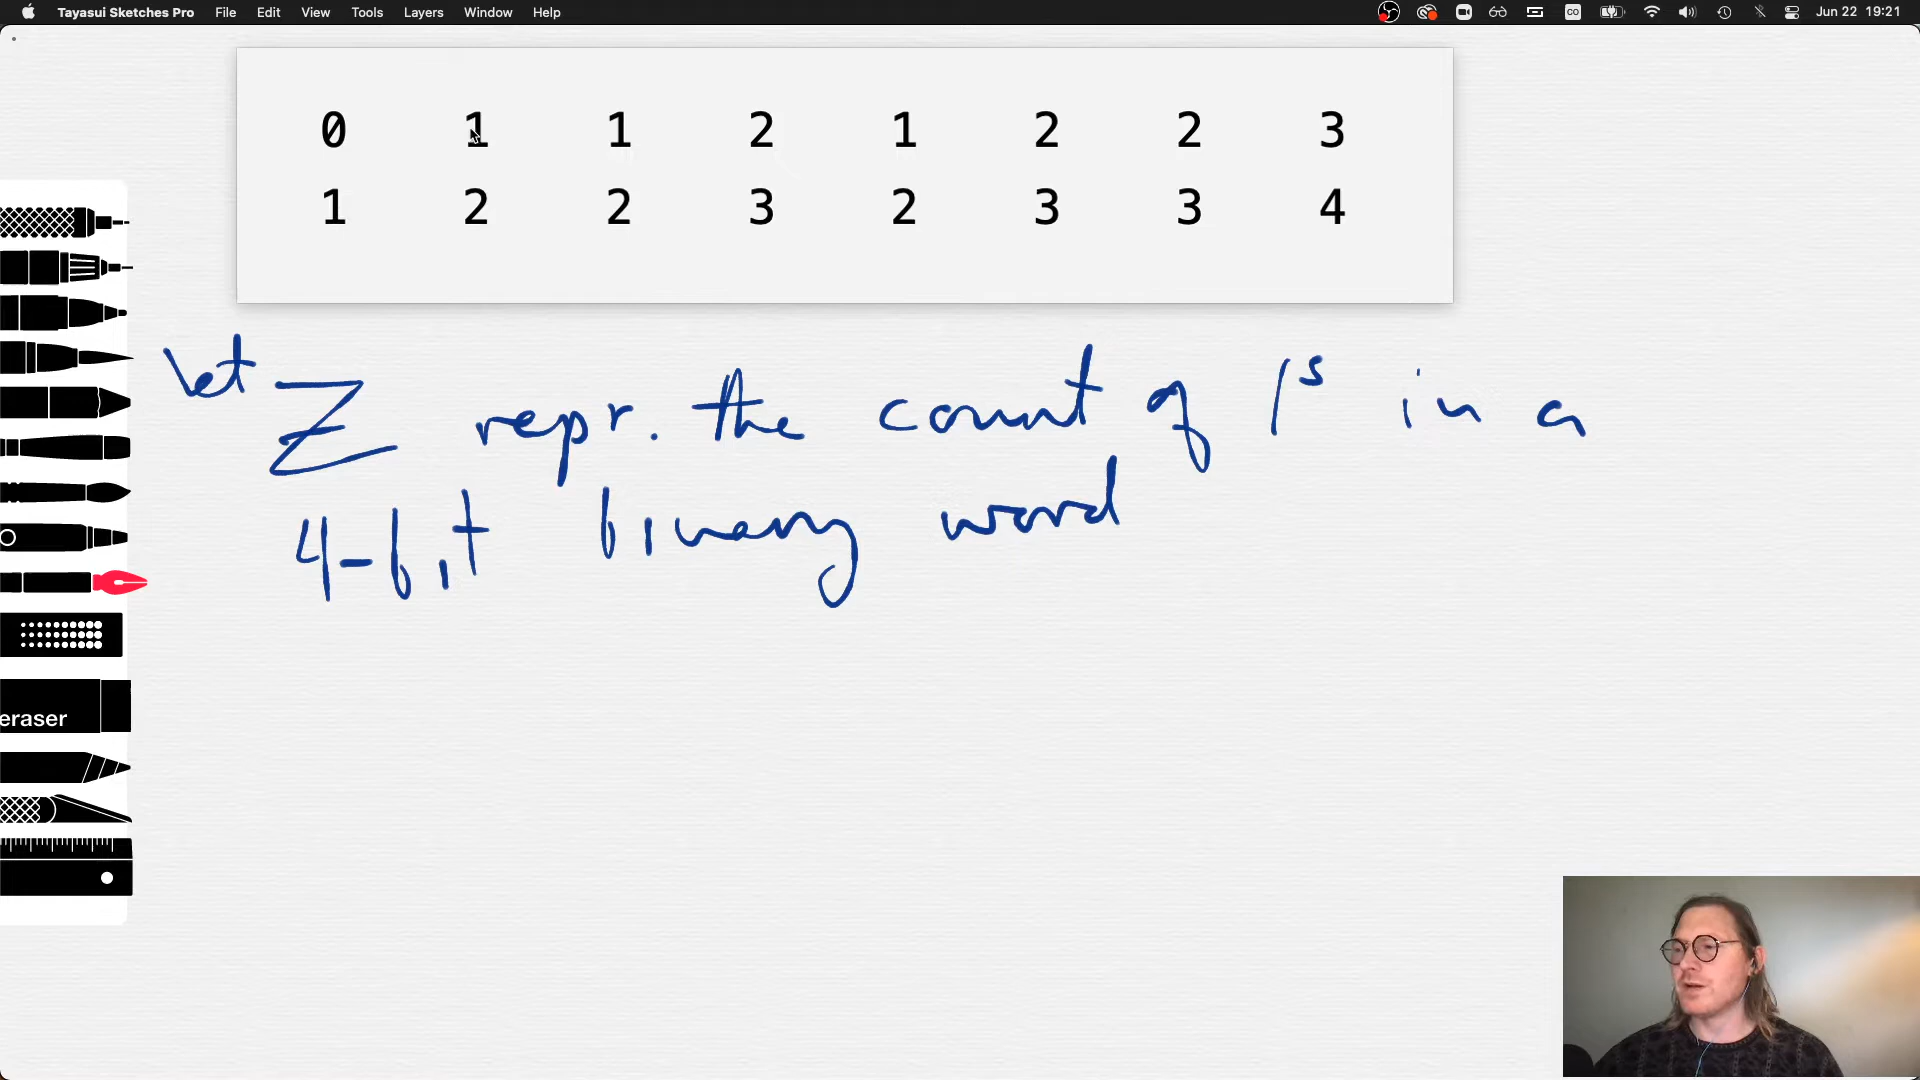 Tayasui Sketches Pro File Edit View Tools Layers Window Help Jun 22 19:21
0 1 1 2 1 2 2 3
1 2 2 3 2 3 3 4
let Z repr. the count of 1s in a
4-bit binary word
eraser